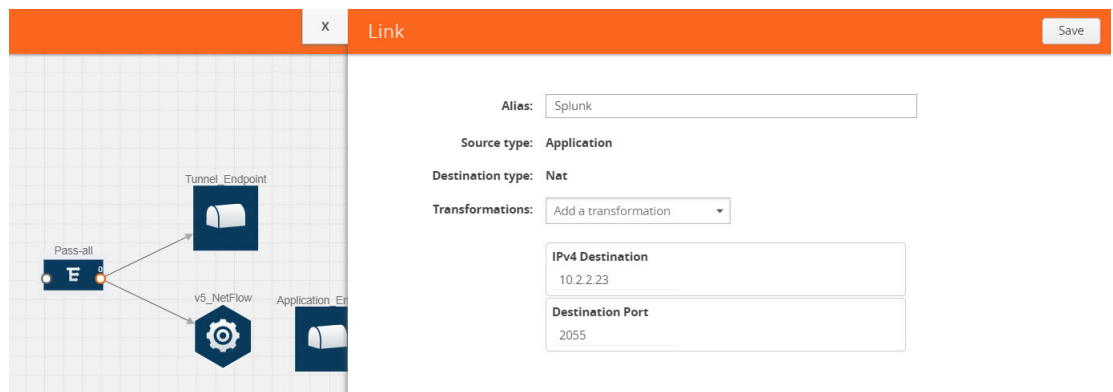 X
Link
Save
Alias: Splunk
Source type: Application
Destination type: Nat
Transformations: Add a transformation
IPv4 Destination
10.2.2.23
Destination Port
2055
Tunnel_Endpoint
Pass-all
0
v5_NetFlow
Application_En